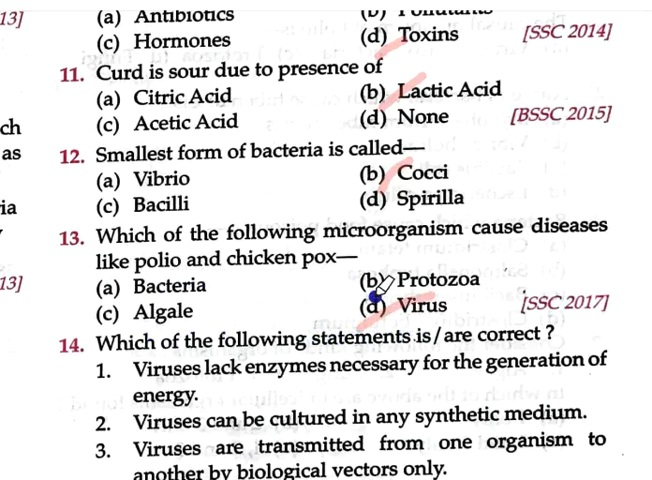 13]
(a) Antibiotics (b) Pollutants
(c) Hormones (d) Toxins [SSC 2014]
11. Curd is sour due to presence of
(a) Citric Acid (b) Lactic Acid
(c) Acetic Acid (d) None [BSSC 2015]
ch
as
12. Smallest form of bacteria is called—
(a) Vibrio (b) Cocci
(c) Bacilli (d) Spirilla
ia
13. Which of the following microorganism cause diseases
like polio and chicken pox—
13]
(a) Bacteria (b) Protozoa
(c) Algale (d) Virus [SSC 2017]
14. Which of the following statements is/are correct ?
1. Viruses lack enzymes necessary for the generation of
energy.
2. Viruses can be cultured in any synthetic medium.
3. Viruses are transmitted from one organism to
another by biological vectors only.